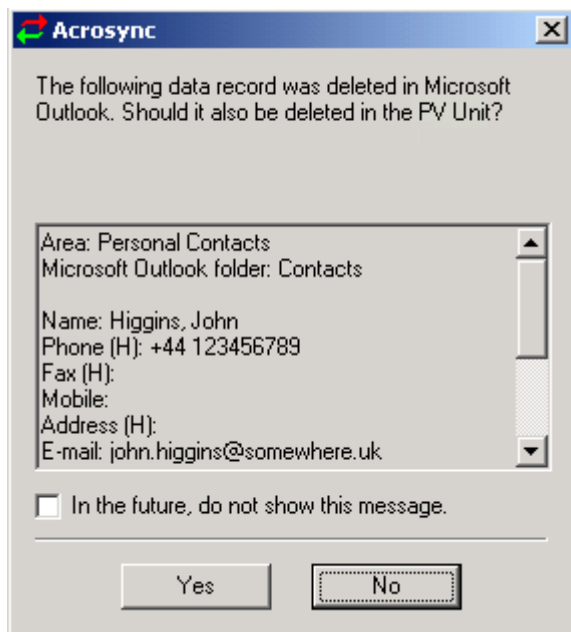 Acrosync
The following data record was deleted in Microsoft
Outlook. Should it also be deleted in the PV Unit?
Area: Personal Contacts
Microsoft Outlook folder: Contacts
Name: Higgins, John
Phone (H): +44 123456789
Fax (H):
Mobile:
Address (H):
E-mail: john.higgins@somewhere.uk
In the future, do not show this message.
Yes
No